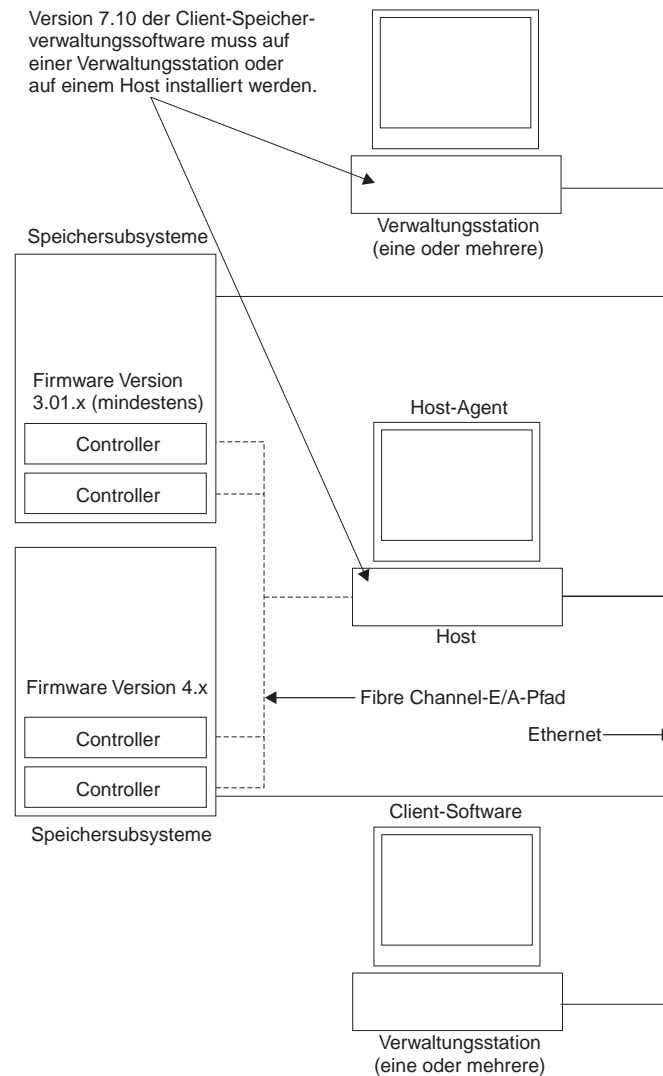 Version 7.10 der Client-Speicher-
verwaltungssoftware muss auf
einer Verwaltungsstation oder
auf einem Host installiert werden.
Verwaltungsstation
(eine oder mehrere)
Speichersubsysteme
Firmware Version
3.01.x (mindestens)
Controller
Controller
Host-Agent
Host
Firmware Version 4.x
Fibre Channel-E/A-Pfad
Ethernet
Controller
Controller
Speichersubsysteme
Client-Software
Verwaltungsstation
(eine oder mehrere)